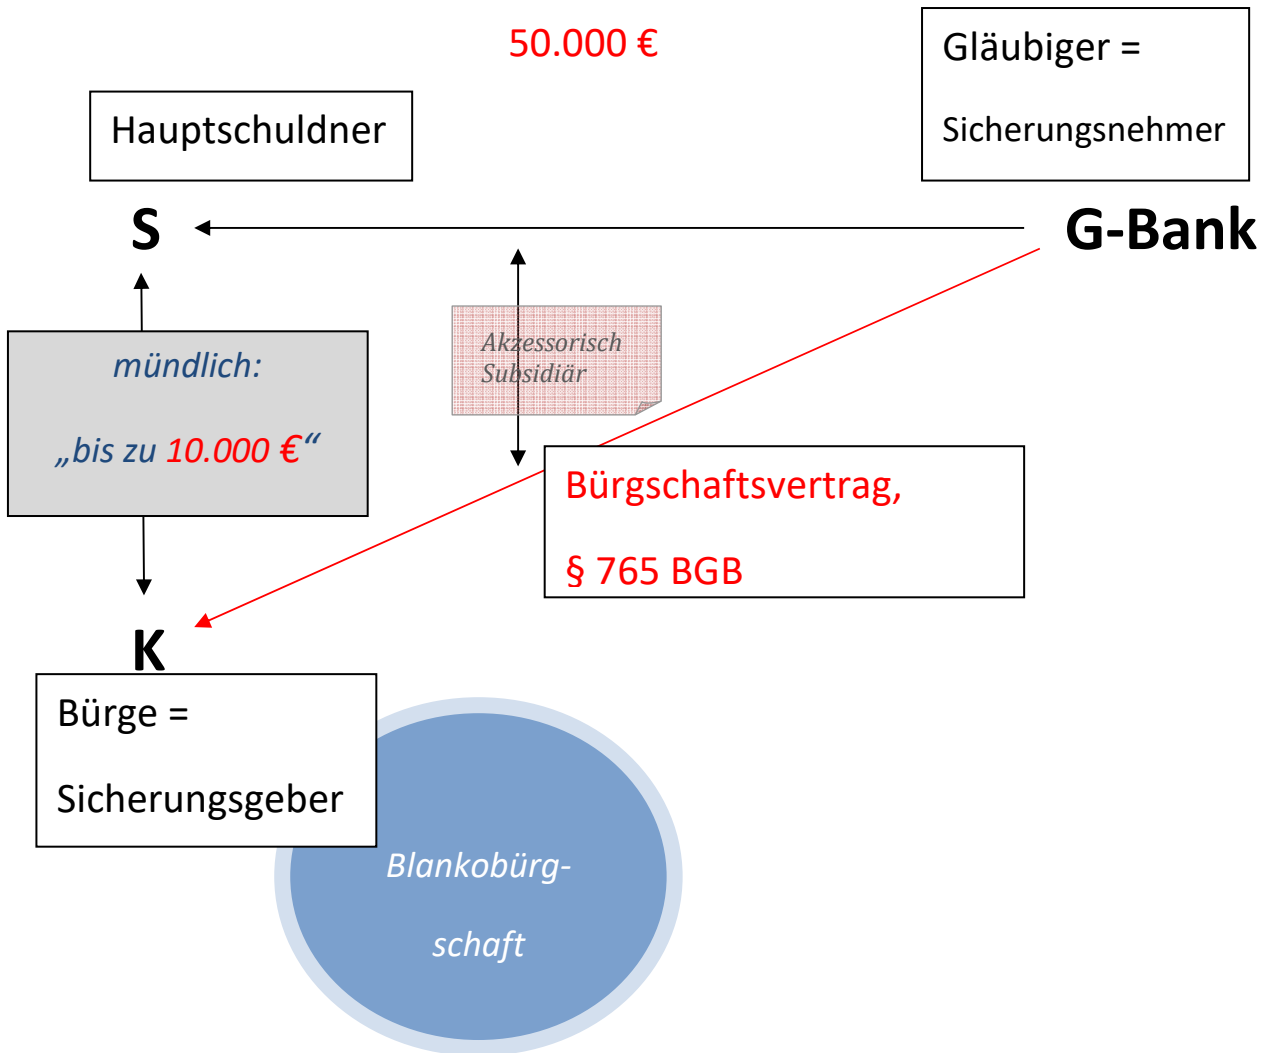 50.000 €
Gläubiger =
Sicherungsnehmer
Hauptschuldner
S
G-Bank
Akzessorisch
Subsidiär
mündlich:
„bis zu 10.000 €“
Bürgschaftsvertrag,
§ 765 BGB
K
Bürge =
Sicherungsgeber
Blankobürg-
schaft